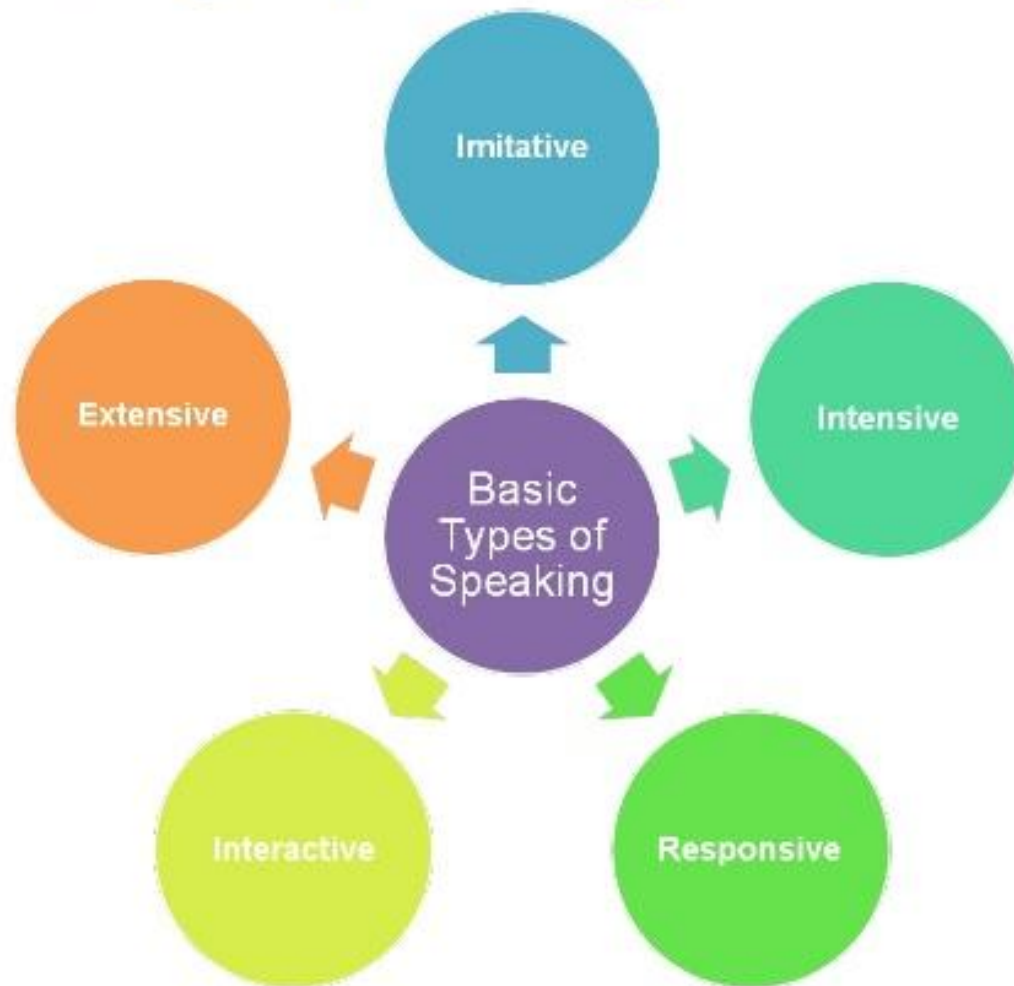 Imitative
Extensive
Intensive
Basic
Types of
Speaking
Interactive
Responsive